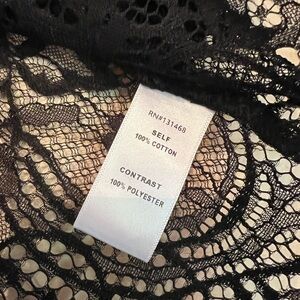 RN#131468
SELF
100% COTTON
CONTRAST
100% POLYESTER